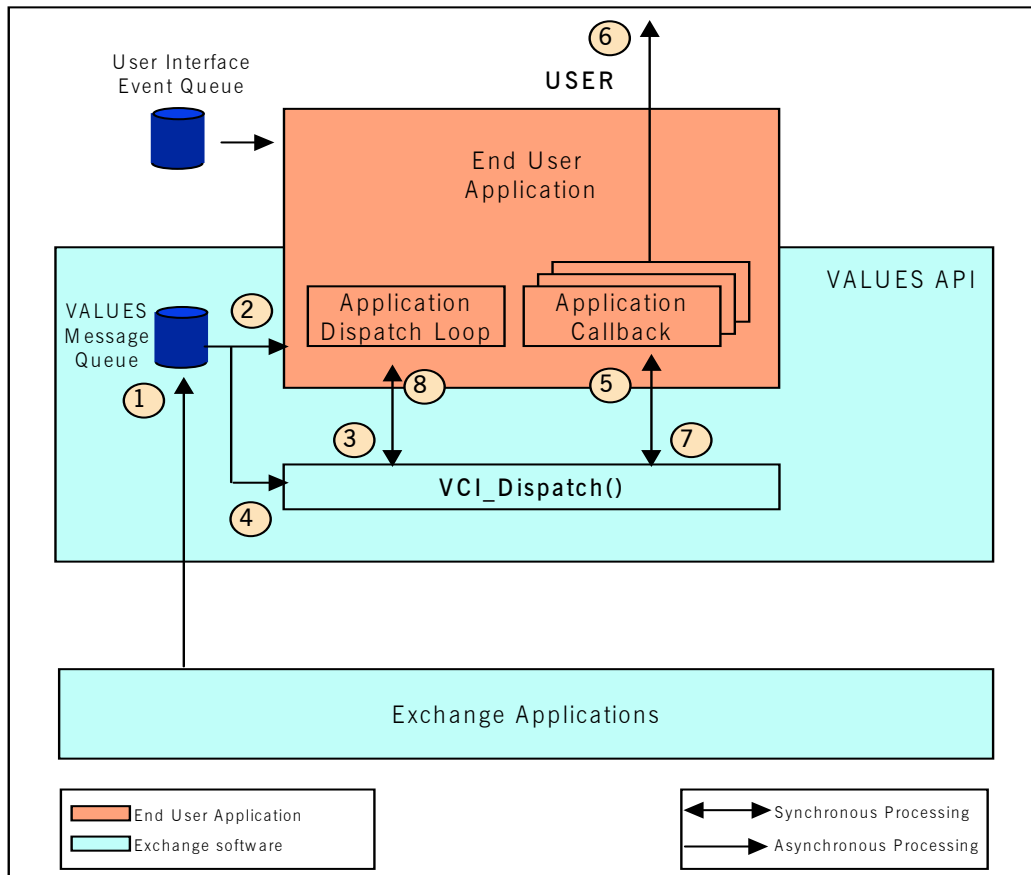 6
USER
User Interface
Event Queue
End User
Application
VALUES API
VALUES
Message
Queue
2
Application
Dispatch Loop
Application
Callback
1
8
5
3
7
VCI_Dispatch()
4
Exchange Applications
End User Application
Exchange software
Synchronous Processing
Asynchronous Processing